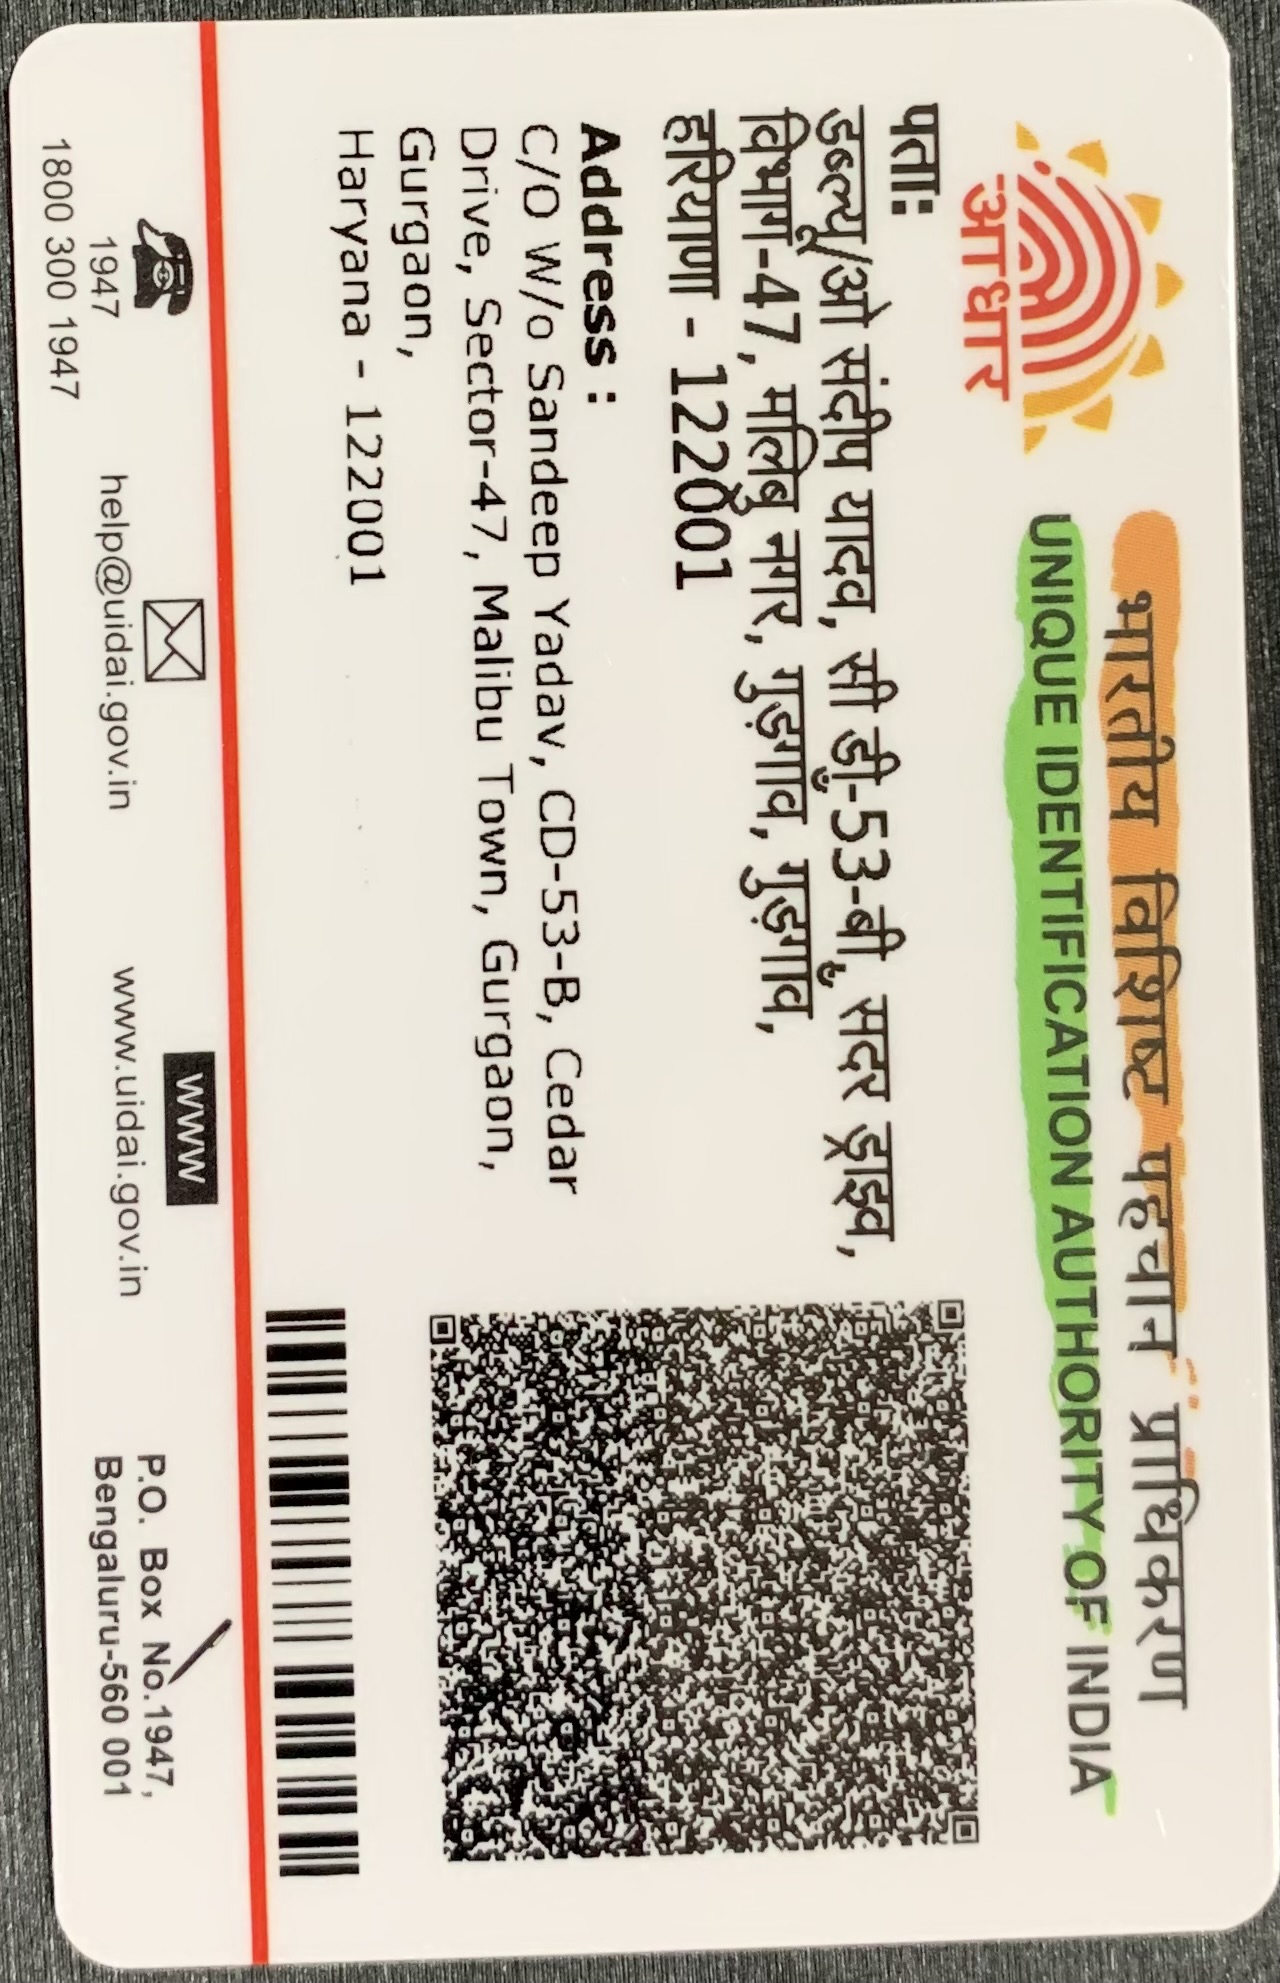 आधार
भारतीय विशिष्ट पहचान प्राधिकरण
UNIQUE IDENTIFICATION AUTHORITY OF INDIA
पता:
डब्ल्यू/ओ संदीप यादव, सी डी-53-बी, सदर ड्राइव,
विभाग-47, मलिबु नगर, गुड़गाव, गुड़गाव,
हरियाणा - 122001
Address :
C/O W/o Sandeep Yadav, CD-53-B, Cedar
Drive, Sector-47, Malibu Town, Gurgaon,
Gurgaon,
Haryana - 122001
1947
1800 300 1947
help@uidai.gov.in
WWW
www.uidai.gov.in
P.O. Box No.1947,
Bengaluru-560 001